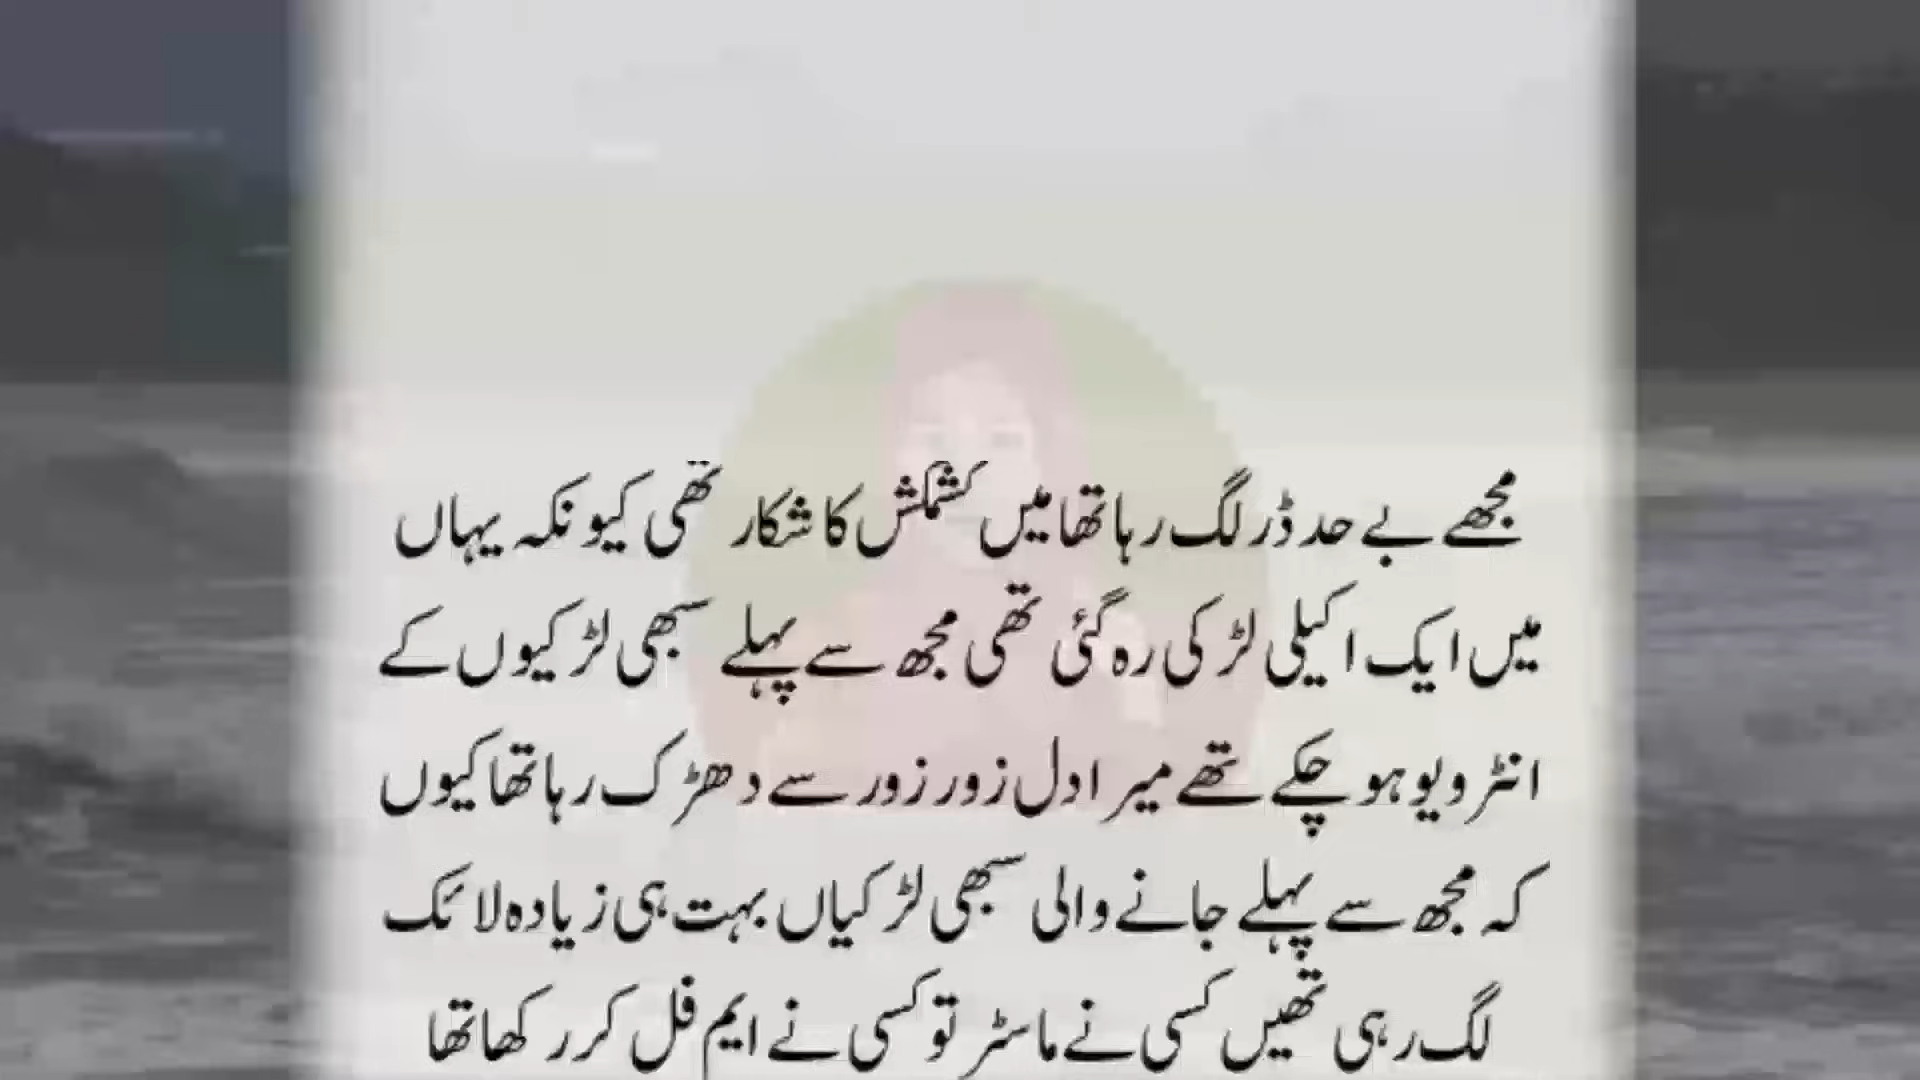 مجھے بے حد ڈر لگ رہا تھا میں کشمکش کا شکار تھی کیونکہ یہاں
میں ایک اکیلی لڑکی رہ گئی تھی مجھ سے پہلے سبھی لڑکیوں کے
انٹرویو ہو چکے تھے میرا دل زور زور سے دھڑک رہا تھا کیوں
کہ مجھ سے پہلے جانے والی سبھی لڑکیاں بہت ہی زیادہ لائک
لگ رہی تھیں کسی نے ماسٹر تو کسی نے ایم فل کر رکھا تھا